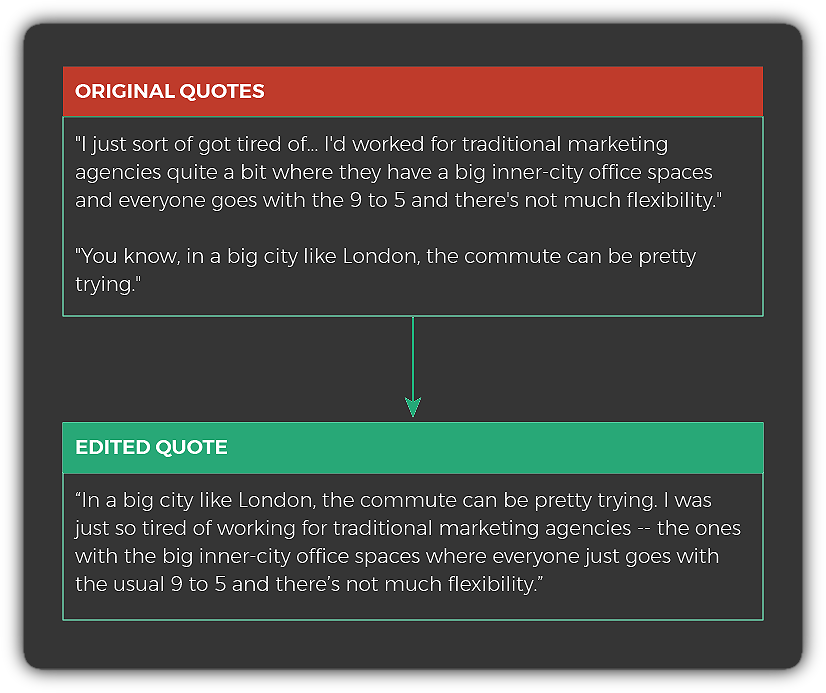 ORIGINAL QUOTES
"I just sort of got tired of... I'd worked for traditional marketing
agencies quite a bit where they have a big inner-city office spaces
and everyone goes with the 9 to 5 and there's not much flexibility."
"You know, in a big city like London, the commute can be pretty
trying."
EDITED QUOTE
“In a big city like London, the commute can be pretty trying. I was
just so tired of working for traditional marketing agencies -- the ones
with the big inner-city office spaces where everyone just goes with
the usual 9 to 5 and there’s not much flexibility.”